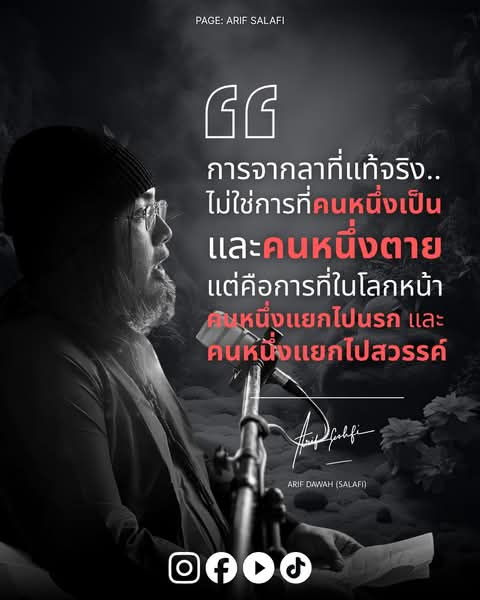 PAGE: ARIF SALAFI
การจากลาที่แท้จริง..
ไม่ใช่การที่คนหนึ่งเป็น
และคนหนึ่งตาย
แต่คือการที่ในโลกหน้า
คนหนึ่งแยกไปนรก และ
คนหนึ่งแยกไปสวรรค์
Arif Salafi
ARIF DAWAH (SALAFI)